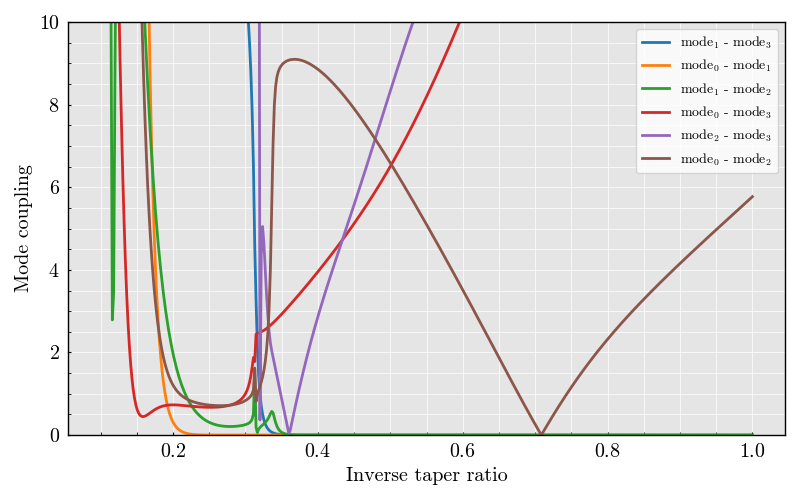 10
8
6
4
2
0
Mode coupling
0.2 0.4 0.6 0.8 1.0
Inverse taper ratio
mode₁ - mode₃
mode₀ - mode₁
mode₁ - mode₂
mode₀ - mode₃
mode₂ - mode₃
mode₀ - mode₂